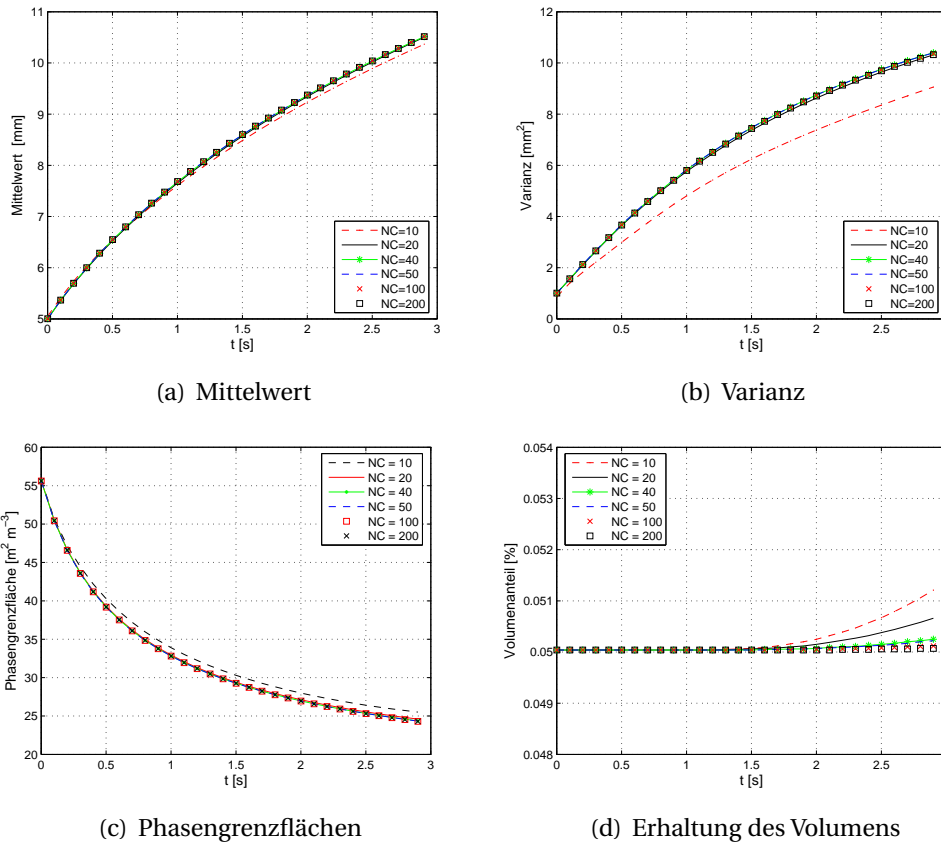 11
10
9
8
7
6
5
Mittelwert [mm]
0 0.5 1 1.5 2 2.5 3
t [s]
NC=10
NC=20
NC=40
NC=50
NC=100
NC=200
(a) Mittelwert
12
10
8
6
4
2
0
Varianz [mm²]
0 0.5 1 1.5 2 2.5
t [s]
NC=10
NC=20
NC=40
NC=50
NC=100
NC=200
(b) Varianz
60
55
50
45
40
35
30
25
20
Phasengrenzfläche [m² m⁻³]
0 0.5 1 1.5 2 2.5 3
t [s]
NC = 10
NC = 20
NC = 40
NC = 50
NC = 100
NC = 200
(c) Phasengrenzflächen
0.054
0.053
0.052
0.051
0.05
0.049
0.048
Volumenanteil [%]
0 0.5 1 1.5 2 2.5
t [s]
NC = 10
NC = 20
NC = 40
NC = 50
NC = 100
NC = 200
(d) Erhaltung des Volumens